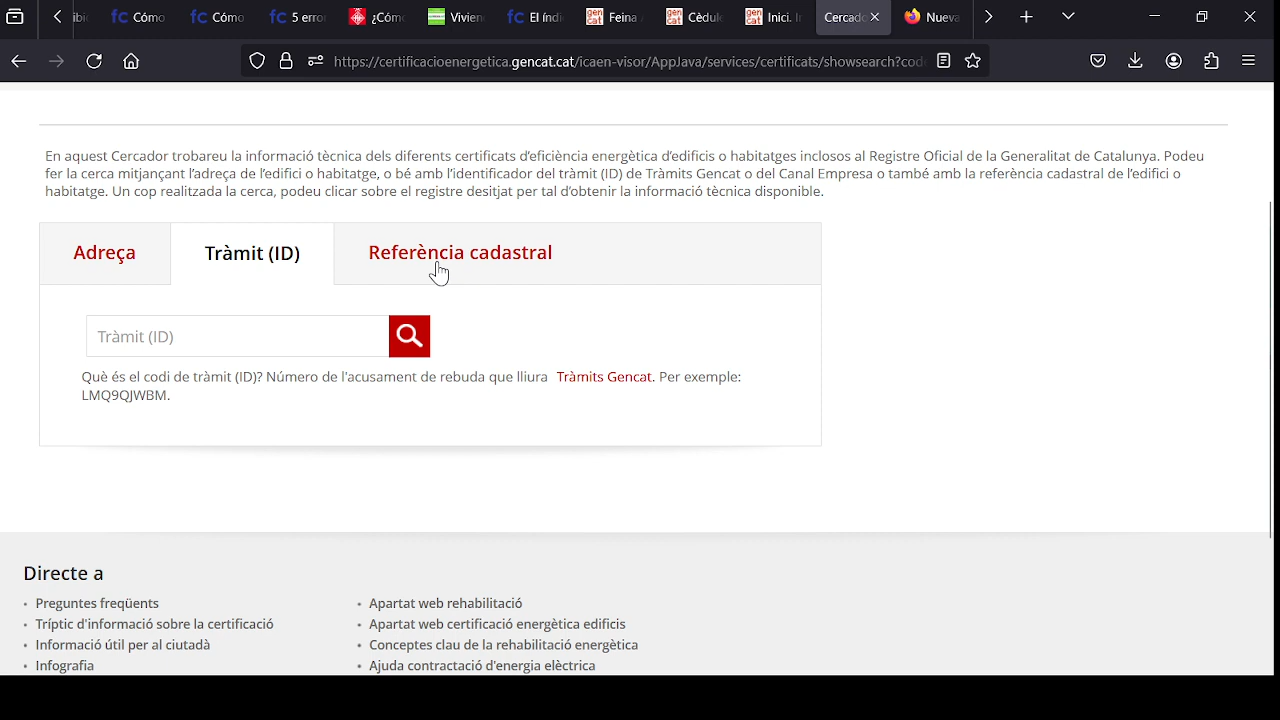 Cómo
Cómo
5 erro
¿Cómo
Vivien
El índi
Feina
Cèdul
Inici. I
Cercado
Nueva
https://certificacioenergetica.gencat.cat/icaen-visor/AppJava/services/certificats/showsearch?cod
En aquest Cercador trobareu la informació tècnica dels diferents certificats d'eficiència energètica d'edificis o habitatges inclosos al Registre Oficial de la Generalitat de Catalunya. Podeu
fer la cerca mitjançant l'adreça de l'edifici o habitatge, o bé amb l'identificador del tràmit (ID) de Tràmits Gencat o del Canal Empresa o també amb la referència cadastral de l'edifici o
habitatge. Un cop realitzada la cerca, podeu clicar sobre el registre desitjat per tal d'obtenir la informació tècnica disponible.
Adreça
Tràmit (ID)
Referència cadastral
Tràmit (ID)
Què és el codi de tràmit (ID)? Número de l'acusament de rebuda que lliura Tràmits Gencat. Per exemple:
LMQ9QJWBM.
Directe a
Preguntes freqüents
Tríptic d'informació sobre la certificació
Informació útil per al ciutadà
Infografia
Apartat web rehabilitació
Apartat web certificació energètica edificis
Conceptes clau de la rehabilitació energètica
Ajuda contractació d'energia elèctrica